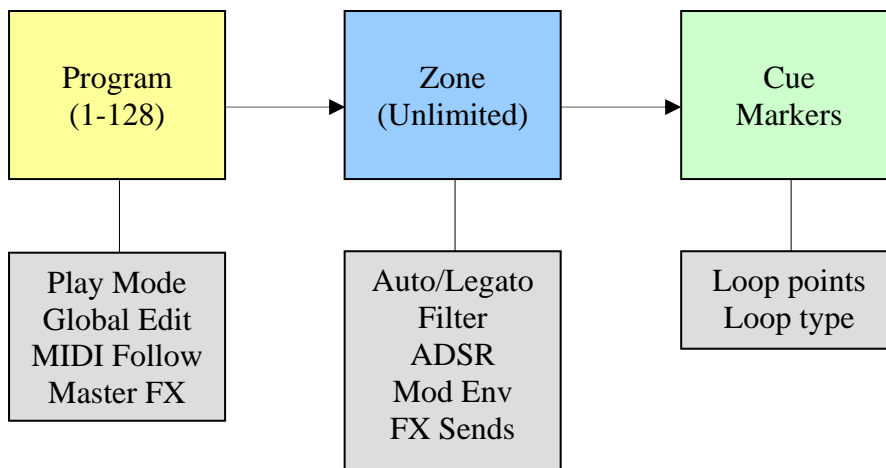 Program
(1-128)
Zone
(Unlimited)
Cue
Markers
Play Mode
Global Edit
MIDI Follow
Master FX
Auto/Legato
Filter
ADSR
Mod Env
FX Sends
Loop points
Loop type